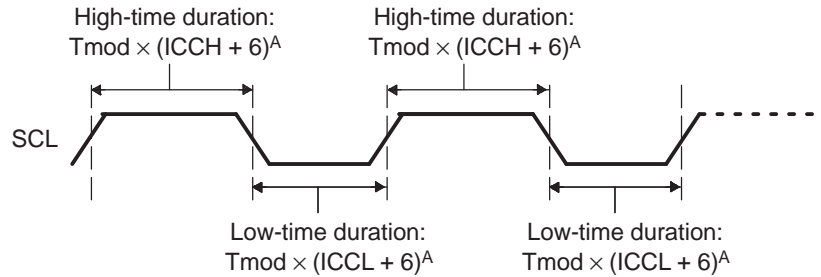 High-time duration:
Tmod × (ICCH + 6)A
High-time duration:
Tmod × (ICCH + 6)A
SCL
Low-time duration:
Tmod × (ICCL + 6)A
Low-time duration:
Tmod × (ICCL + 6)A